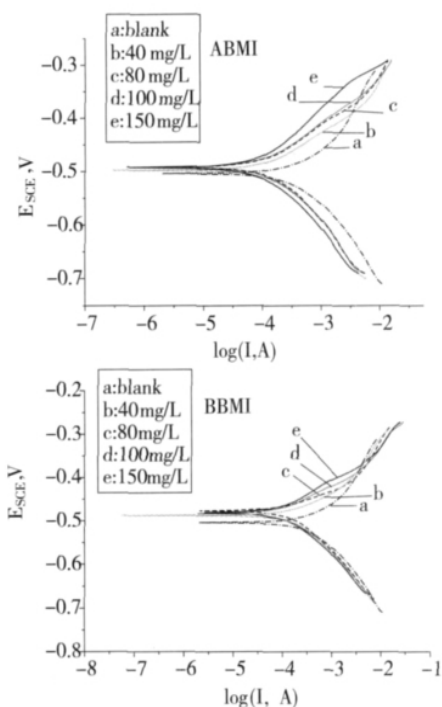 a:blank
b:40 mg/L
c:80 mg/L
d:100 mg/L
e:150 mg/L
ABMI
-0.3
-0.4
-0.5
-0.6
-0.7
E_SCE ,V
e
d
c
b
a
-7 -6 -5 -4 -3 -2
log(I,A)
a:blank
b:40mg/L
c:80mg/L
d:100mg/L
e:150mg/L
BBMI
-0.2
-0.3
-0.4
-0.5
-0.6
-0.7
-0.8
E_SCE,V
e
d
c
b
a
-8 -7 -6 -5 -4 -3 -2 -1
log(I, A)